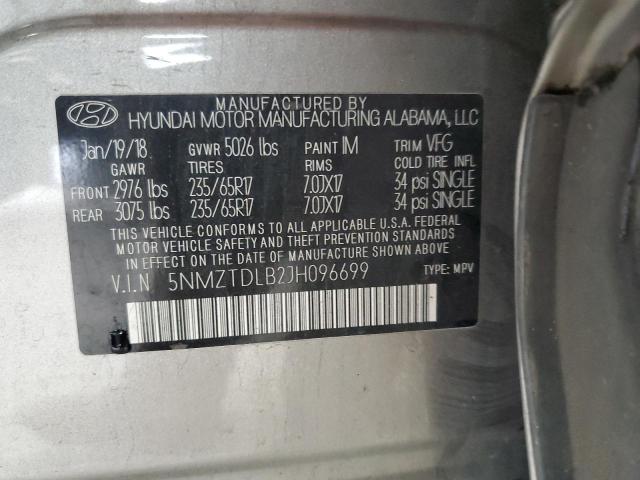 MANUFACTURED BY
HYUNDAI MOTOR MANUFACTURING ALABAMA, LLC
Jan/19/18 GVWR 5026 lbs PAINT IM TRIM VFG
GAWR TIRES RIMS COLD TIRE INFL
FRONT 2976 lbs 235/65R17 7.0JX17 34 psi SINGLE
REAR 3075 lbs 235/65R17 7.0JX17 34 psi SINGLE
THIS VEHICLE CONFORMS TO ALL APPLICABLE U.S.A. FEDERAL
MOTOR VEHICLE SAFETY AND THEFT PREVENTION STANDARDS
IN EFFECT ON THE DATE OF MANUFACTURE SHOWN ABOVE.
V.I.N 5NMZTDLB2JH096699 TYPE: MPV